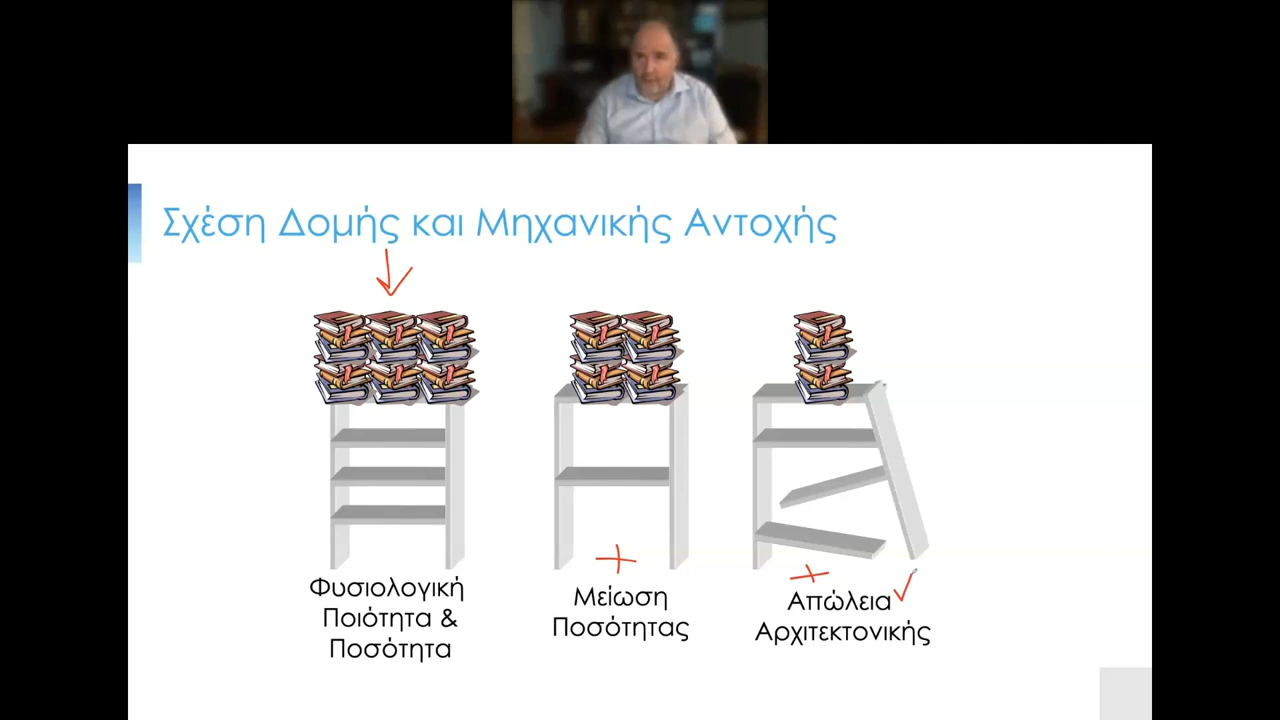 Σχέση Δομής και Μηχανικής Αντοχής
Φυσιολογική
Ποιότητα &
Ποσότητα
Μείωση
Ποσότητας
Απώλεια
Αρχιτεκτονικής